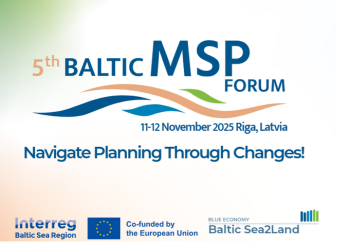 5th BALTIC MSP
FORUM
11-12 November 2025 Riga, Latvia
Navigate Planning Through Changes!
Interreg
Baltic Sea Region
Co-funded by
the European Union
BLUE ECONOMY
Baltic Sea2Land